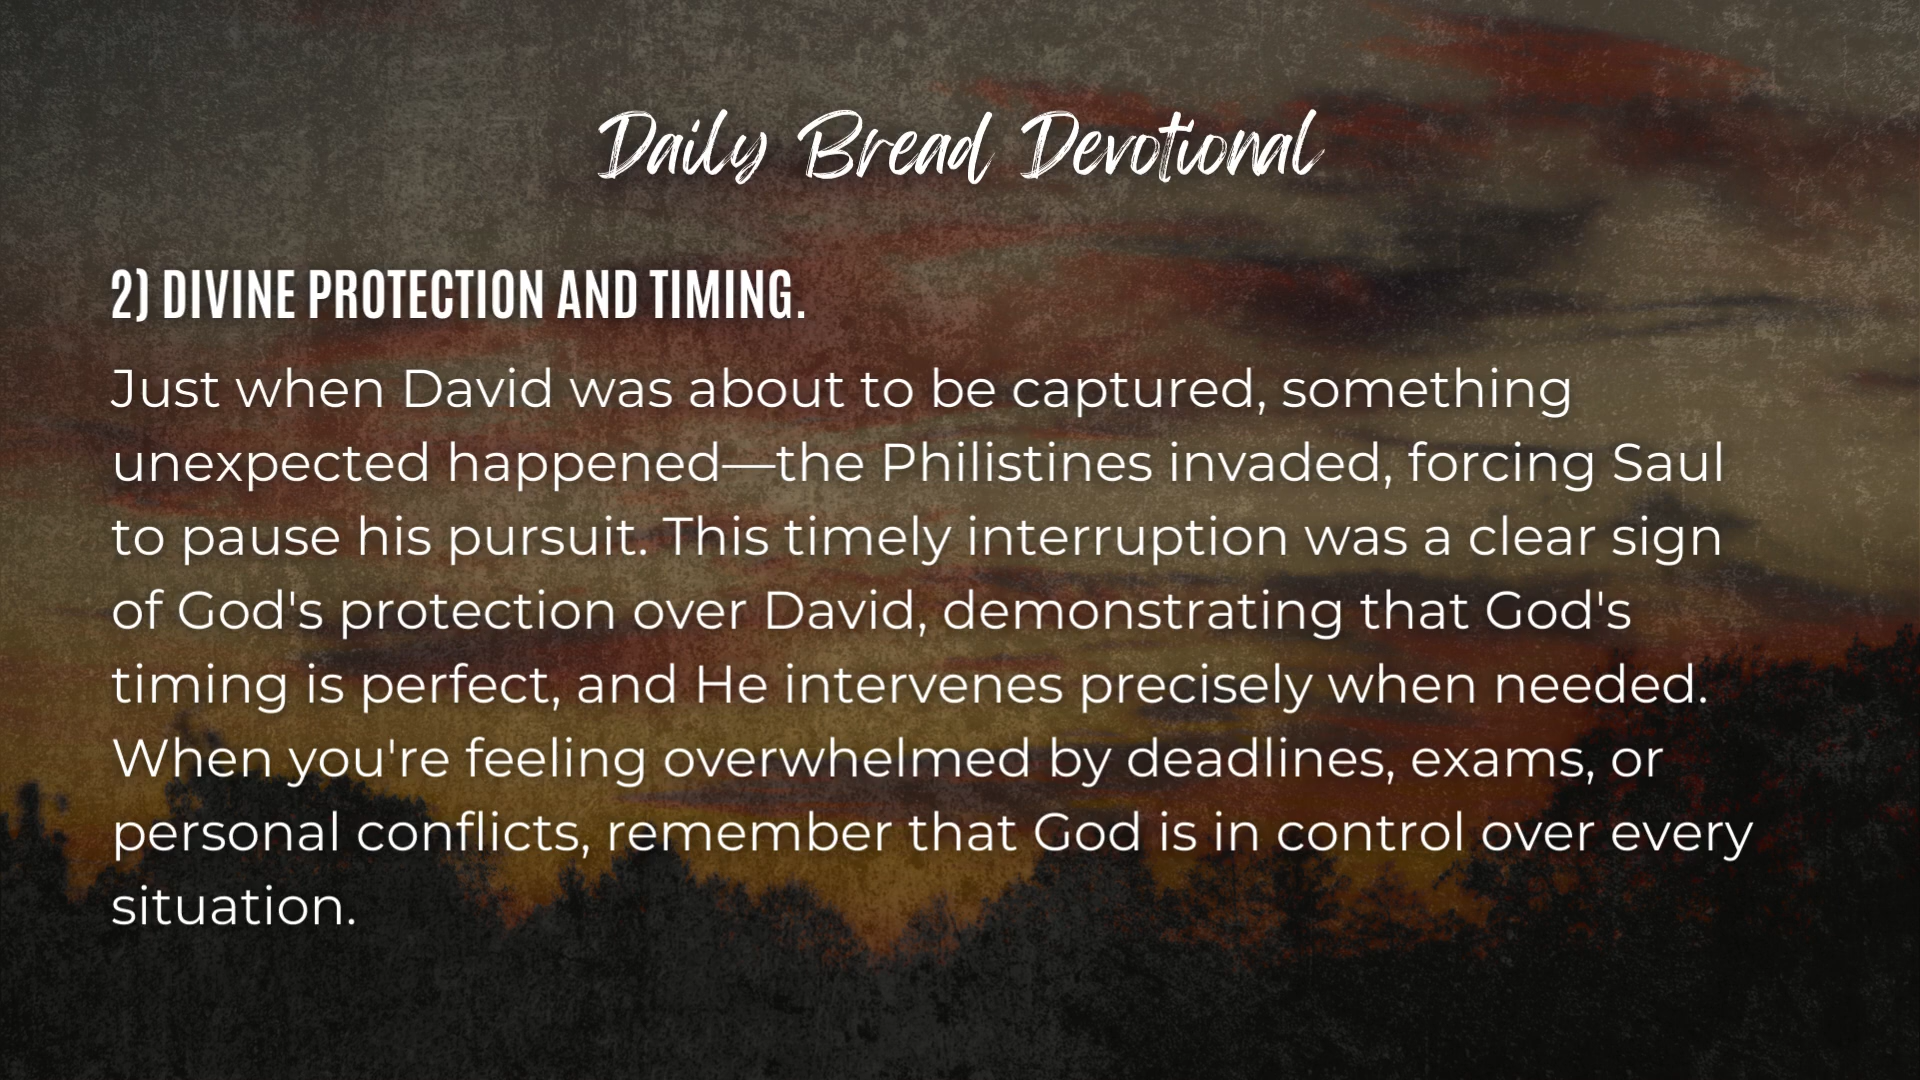 Daily Bread Devotional
2) DIVINE PROTECTION AND TIMING.
Just when David was about to be captured, something
unexpected happened—the Philistines invaded, forcing Saul
to pause his pursuit. This timely interruption was a clear sign
of God's protection over David, demonstrating that God's
timing is perfect, and He intervenes precisely when needed.
When you're feeling overwhelmed by deadlines, exams, or
personal conflicts, remember that God is in control over every
situation.